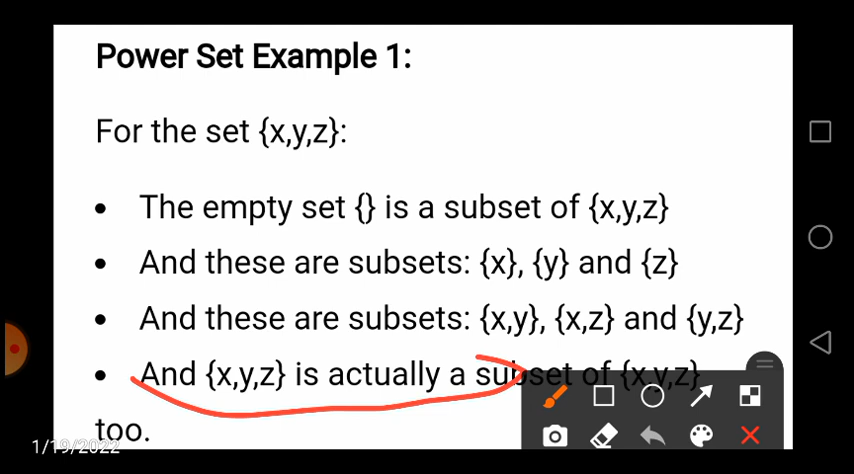 Power Set Example 1:
For the set {x,y,z}:
• The empty set {} is a subset of {x,y,z}
• And these are subsets: {x}, {y} and {z}
• And these are subsets: {x,y}, {x,z} and {y,z}
• And {x,y,z} is actually a subset of {x,y,z}
too.
1/19/2022